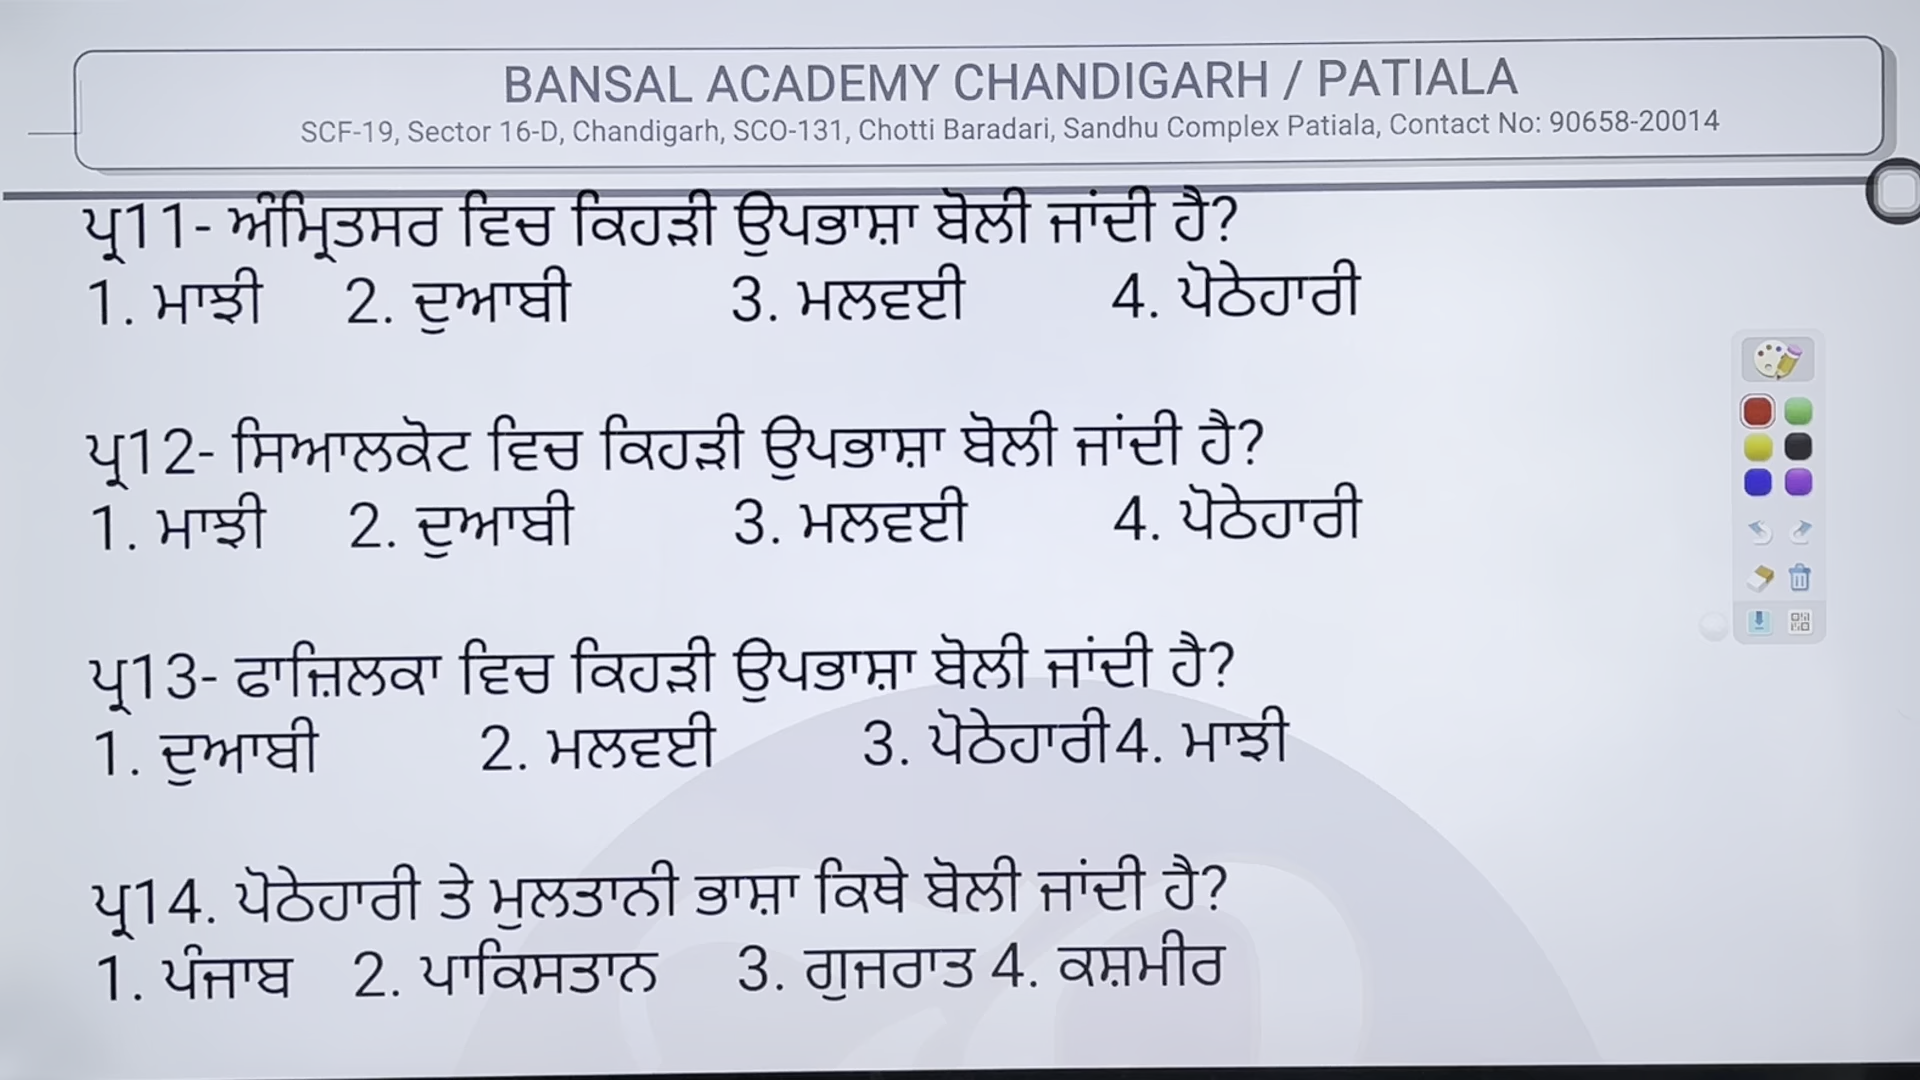 BANSAL ACADEMY CHANDIGARH / PATIALA
SCF-19, Sector 16-D, Chandigarh, SCO-131, Chotti Baradari, Sandhu Complex Patiala, Contact No: 90658-20014
ਪ੍ਰ11- ਅੰਮ੍ਰਿਤਸਰ ਵਿਚ ਕਿਹੜੀ ਉਪਭਾਸ਼ਾ ਬੋਲੀ ਜਾਂਦੀ ਹੈ?
1. ਮਾਝੀ 2. ਦੁਆਬੀ 3. ਮਲਵਈ 4. ਪੋਠੇਹਾਰੀ
ਪ੍ਰ12- ਸਿਆਲਕੋਟ ਵਿਚ ਕਿਹੜੀ ਉਪਭਾਸ਼ਾ ਬੋਲੀ ਜਾਂਦੀ ਹੈ?
1. ਮਾਝੀ 2. ਦੁਆਬੀ 3. ਮਲਵਈ 4. ਪੋਠੇਹਾਰੀ
ਪ੍ਰ13- ਫਾਜ਼ਿਲਕਾ ਵਿਚ ਕਿਹੜੀ ਉਪਭਾਸ਼ਾ ਬੋਲੀ ਜਾਂਦੀ ਹੈ?
1. ਦੁਆਬੀ 2. ਮਲਵਈ 3. ਪੋਠੇਹਾਰੀ4. ਮਾਝੀ
ਪ੍ਰ14. ਪੋਠੇਹਾਰੀ ਤੇ ਮੁਲਤਾਨੀ ਭਾਸ਼ਾ ਕਿਥੇ ਬੋਲੀ ਜਾਂਦੀ ਹੈ?
1. ਪੰਜਾਬ 2. ਪਾਕਿਸਤਾਨ 3. ਗੁਜਰਾਤ 4. ਕਸ਼ਮੀਰ